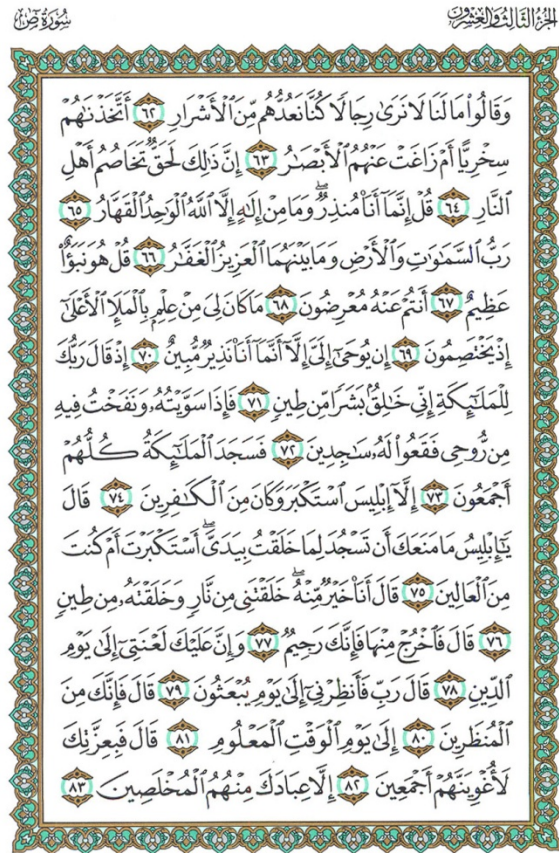 الجزء الثالث والعشرون
سُورَةُ صٓ
وَقَالُواْ مَالَنَا لَا نَرَىٰ رِجَالًا كُنَّا نَعُدُّهُم مِّنَ ٱلْأَشْرَارِ ٦٢ أَتَّخَذْنَٰهُمْ
سِخْرِيًّا أَمْ زَاغَتْ عَنْهُمُ ٱلْأَبْصَٰرُ ٦٣ إِنَّ ذَٰلِكَ لَحَقٌّ تَخَاصُمُ أَهْلِ
ٱلنَّارِ ٦٤ قُلْ إِنَّمَآ أَنَا۠ مُنذِرٌۖ وَمَا مِنْ إِلَٰهٍ إِلَّا ٱللَّهُ ٱلْوَٰحِدُ ٱلْقَهَّارُ ٦٥
رَبُّ ٱلسَّمَٰوَٰتِ وَٱلْأَرْضِ وَمَا بَيْنَهُمَا ٱلْعَزِيزُ ٱلْغَفَّٰرُ ٦٦ قُلْ هُوَ نَبَؤٌاْ
عَظِيمٌ ٦٧ أَنتُمْ عَنْهُ مُعْرِضُونَ ٦٨ مَا كَانَ لِىَ مِنْ عِلْمٍۭ بِٱلْمَلَإِ ٱلْأَعْلَىٰٓ
إِذْ يَخْتَصِمُونَ ٦٩ إِن يُوحَىٰٓ إِلَىَّ إِلَّآ أَنَّمَآ أَنَا۠ نَذِيرٌ مُّبِينٌ ٧٠ إِذْ قَالَ رَبُّكَ
لِلْمَلَٰٓئِكَةِ إِنِّى خَٰلِقٌۢ بَشَرًا مِّن طِينٍ ٧١ فَإِذَا سَوَّيْتُهُۥ وَنَفَخْتُ فِيهِ
مِن رُّوحِى فَقَعُواْ لَهُۥ سَٰجِدِينَ ٧٢ فَسَجَدَ ٱلْمَلَٰٓئِكَةُ كُلُّهُمْ
أَجْمَعُونَ ٧٣ إِلَّآ إِبْلِيسَ ٱسْتَكْبَرَ وَكَانَ مِنَ ٱلْكَٰفِرِينَ ٧٤ قَالَ
يَٰٓإِبْلِيسُ مَا مَنَعَكَ أَن تَسْجُدَ لِمَا خَلَقْتُ بِيَدَىَّۖ أَسْتَكْبَرْتَ أَمْ كُنتَ
مِنَ ٱلْعَالِينَ ٧٥ قَالَ أَنَا۠ خَيْرٌ مِّنْهُۖ خَلَقْتَنِى مِن نَّارٍ وَخَلَقْتَهُۥ مِن طِينٍ
٧٦ قَالَ فَٱخْرُجْ مِنْهَا فَإِنَّكَ رَجِيمٌ ٧٧ وَإِنَّ عَلَيْكَ لَعْنَتِىٓ إِلَىٰ يَوْمِ
ٱلدِّينِ ٧٨ قَالَ رَبِّ فَأَنظِرْنِىٓ إِلَىٰ يَوْمِ يُبْعَثُونَ ٧٩ قَالَ فَإِنَّكَ مِنَ
ٱلْمُنظَرِينَ ٨٠ إِلَىٰ يَوْمِ ٱلْوَقْتِ ٱلْمَعْلُومِ ٨١ قَالَ فَبِعِزَّتِكَ
لَأُغْوِيَنَّهُمْ أَجْمَعِينَ ٨٢ إِلَّا عِبَادَكَ مِنْهُمُ ٱلْمُخْلَصِينَ ٨٣